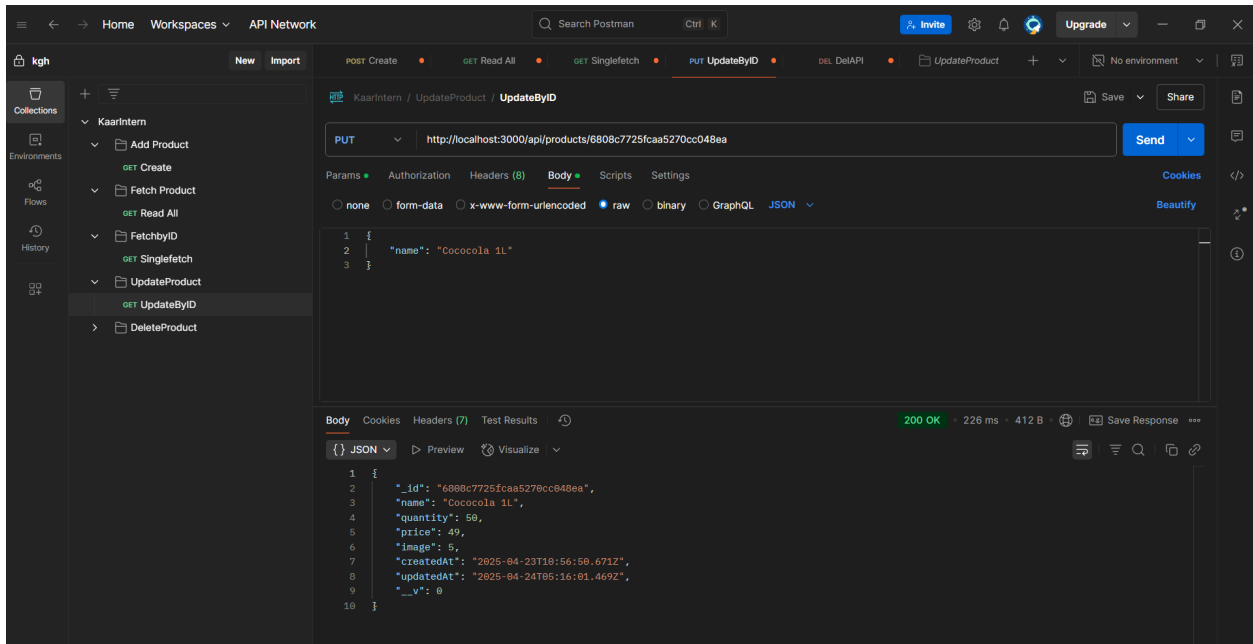 Home Workspaces API Network Search Postman Ctrl K Invite Upgrade
kgh New Import POST Create GET Read All GET Singlefetch PUT UpdateByID DEL DelAPI UpdateProduct No environment
Collections
Environments
Flows
History
KaarIntern
Add Product
GET Create
Fetch Product
GET Read All
FetchbyID
GET Singlefetch
UpdateProduct
GET UpdateByID
DeleteProduct
HTTP KaarIntern / UpdateProduct / UpdateByID Save Share
PUT http://localhost:3000/api/products/6808c7725fcaa5270cc048ea Send
Params Authorization Headers (8) Body Scripts Settings Cookies
none form-data x-www-form-urlencoded raw binary GraphQL JSON Beautify
1 {
2 "name": "Cococola 1L"
3 }
Body Cookies Headers (7) Test Results 200 OK 226 ms 412 B Save Response
{} JSON Preview Visualize
1 {
2 "_id": "6808c7725fcaa5270cc048ea",
3 "name": "Cococola 1L",
4 "quantity": 50,
5 "price": 49,
6 "image": 5,
7 "createdAt": "2025-04-23T10:56:50.671Z",
8 "updatedAt": "2025-04-24T05:16:01.469Z",
9 "__v": 0
10 }